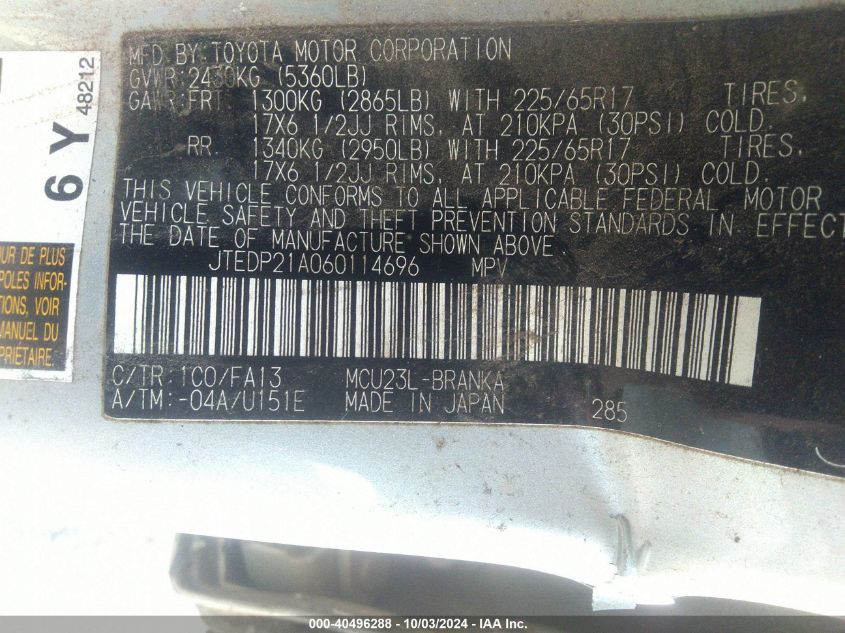 MFD.BY:TOYOTA MOTOR CORPORATION
GVWR:2430KG (5360LB)
GAWR:FRT 1300KG (2865LB) WITH 225/65R17 TIRES,
17X6 1/2JJ RIMS, AT 210KPA (30PSI) COLD.
RR 1340KG (2950LB) WITH 225/65R17 TIRES,
17X6 1/2JJ RIMS, AT 210KPA (30PSI) COLD.
THIS VEHICLE CONFORMS TO ALL APPLICABLE FEDERAL MOTOR
VEHICLE SAFETY AND THEFT PREVENTION STANDARDS IN EFFECT
THE DATE OF MANUFACTURE SHOWN ABOVE
JTEDP21A060114696 MPV
C/TR:1C0/FA13 MCU23L-BRANKA
A/TM:-04A/U151E MADE IN JAPAN 285
6 Y 48212
UR DE PLUS
POLES INFOR-
TIONS, VOIR
MANUEL DU
PRIÉTAIRE.
000-40496288 - 10/03/2024 - IAA Inc.